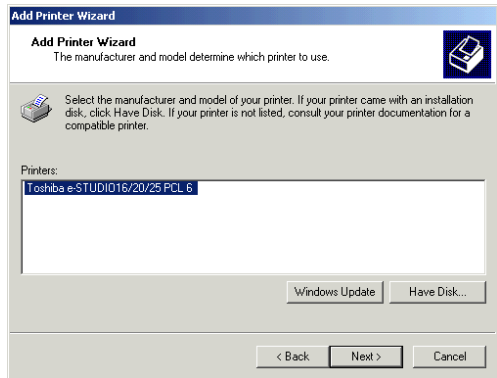 Add Printer Wizard
Add Printer Wizard
The manufacturer and model determine which printer to use.
Select the manufacturer and model of your printer. If your printer came with an installation
disk, click Have Disk. If your printer is not listed, consult your printer documentation for a
compatible printer.
Printers:
Toshiba e-STUDIO16/20/25 PCL 6
Windows Update
Have Disk...
< Back
Next >
Cancel